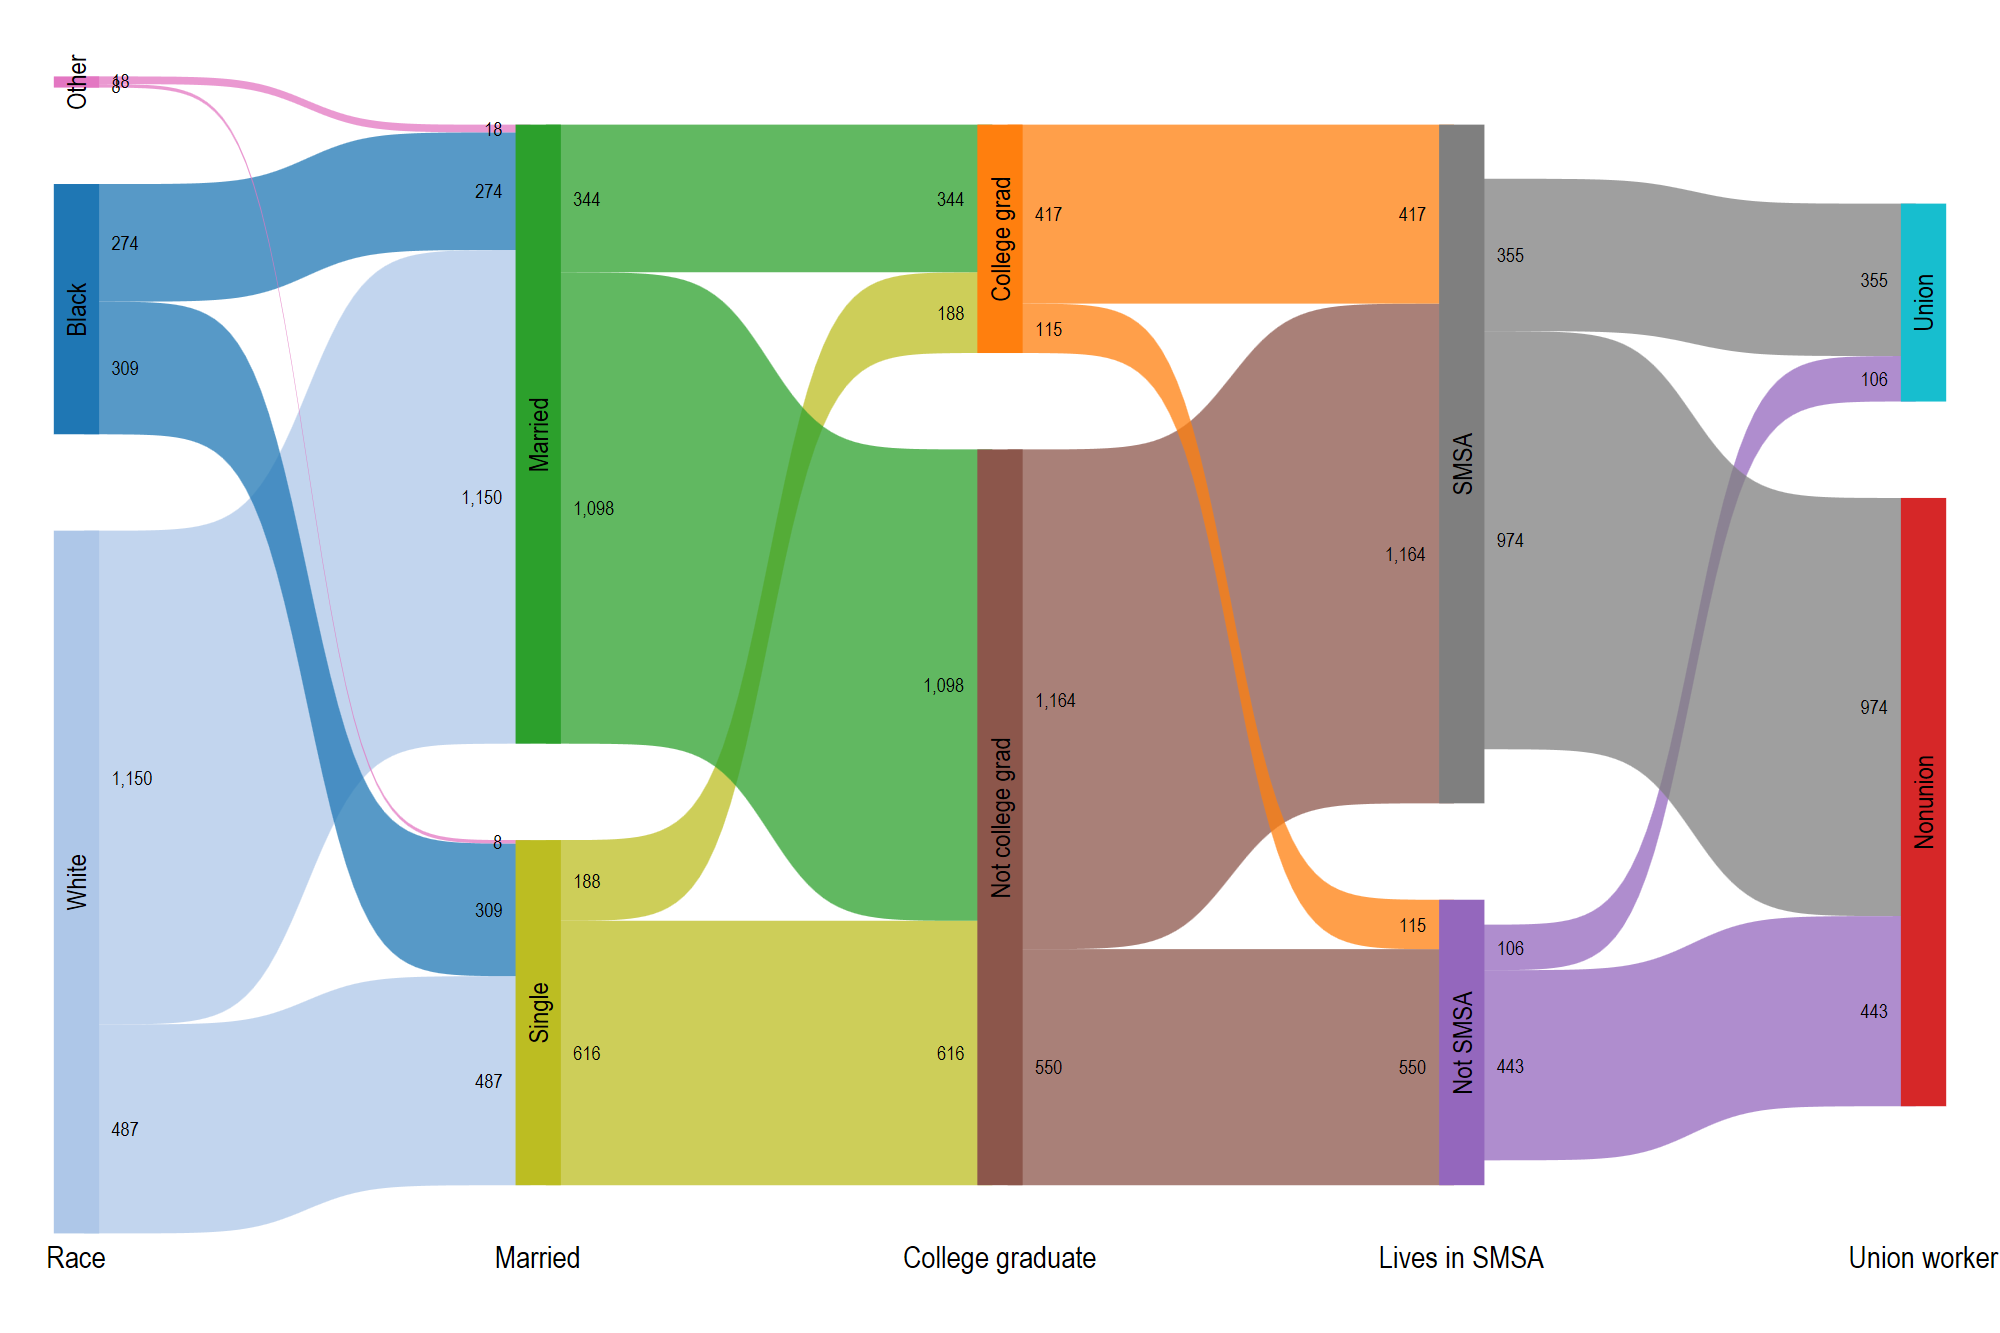 Other
18
8
Black
274
309
White
1,150
487
18
274
1,150
8
309
487
Married
344
1,098
Single
188
616
344
188
1,098
616
College grad
417
115
Not college grad
1,164
550
417
1,164
115
550
SMSA
355
974
Not SMSA
106
443
355
106
974
443
Union
Nonunion
Race
Married
College graduate
Lives in SMSA
Union worker